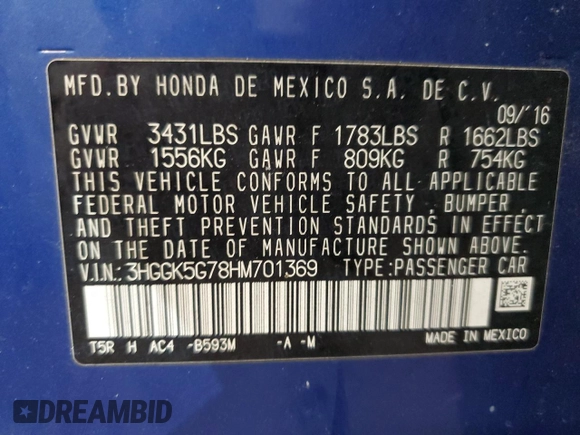 MFD. BY HONDA DE MEXICO S.A. DE C.V.
09/'16
GVWR 3431LBS GAWR F 1783LBS R 1662LBS
GVWR 1556KG GAWR F 809KG R 754KG
THIS VEHICLE CONFORMS TO ALL APPLICABLE
FEDERAL MOTOR VEHICLE SAFETY, BUMPER,
AND THEFT PREVENTION STANDARDS IN EFFECT
ON THE DATE OF MANUFACTURE SHOWN ABOVE.
V.I.N.: 3HGGK5G78HM701369 TYPE: PASSENGER CAR
T5R H AC4 -B593M -A -M
MADE IN MEXICO
DREAMBID